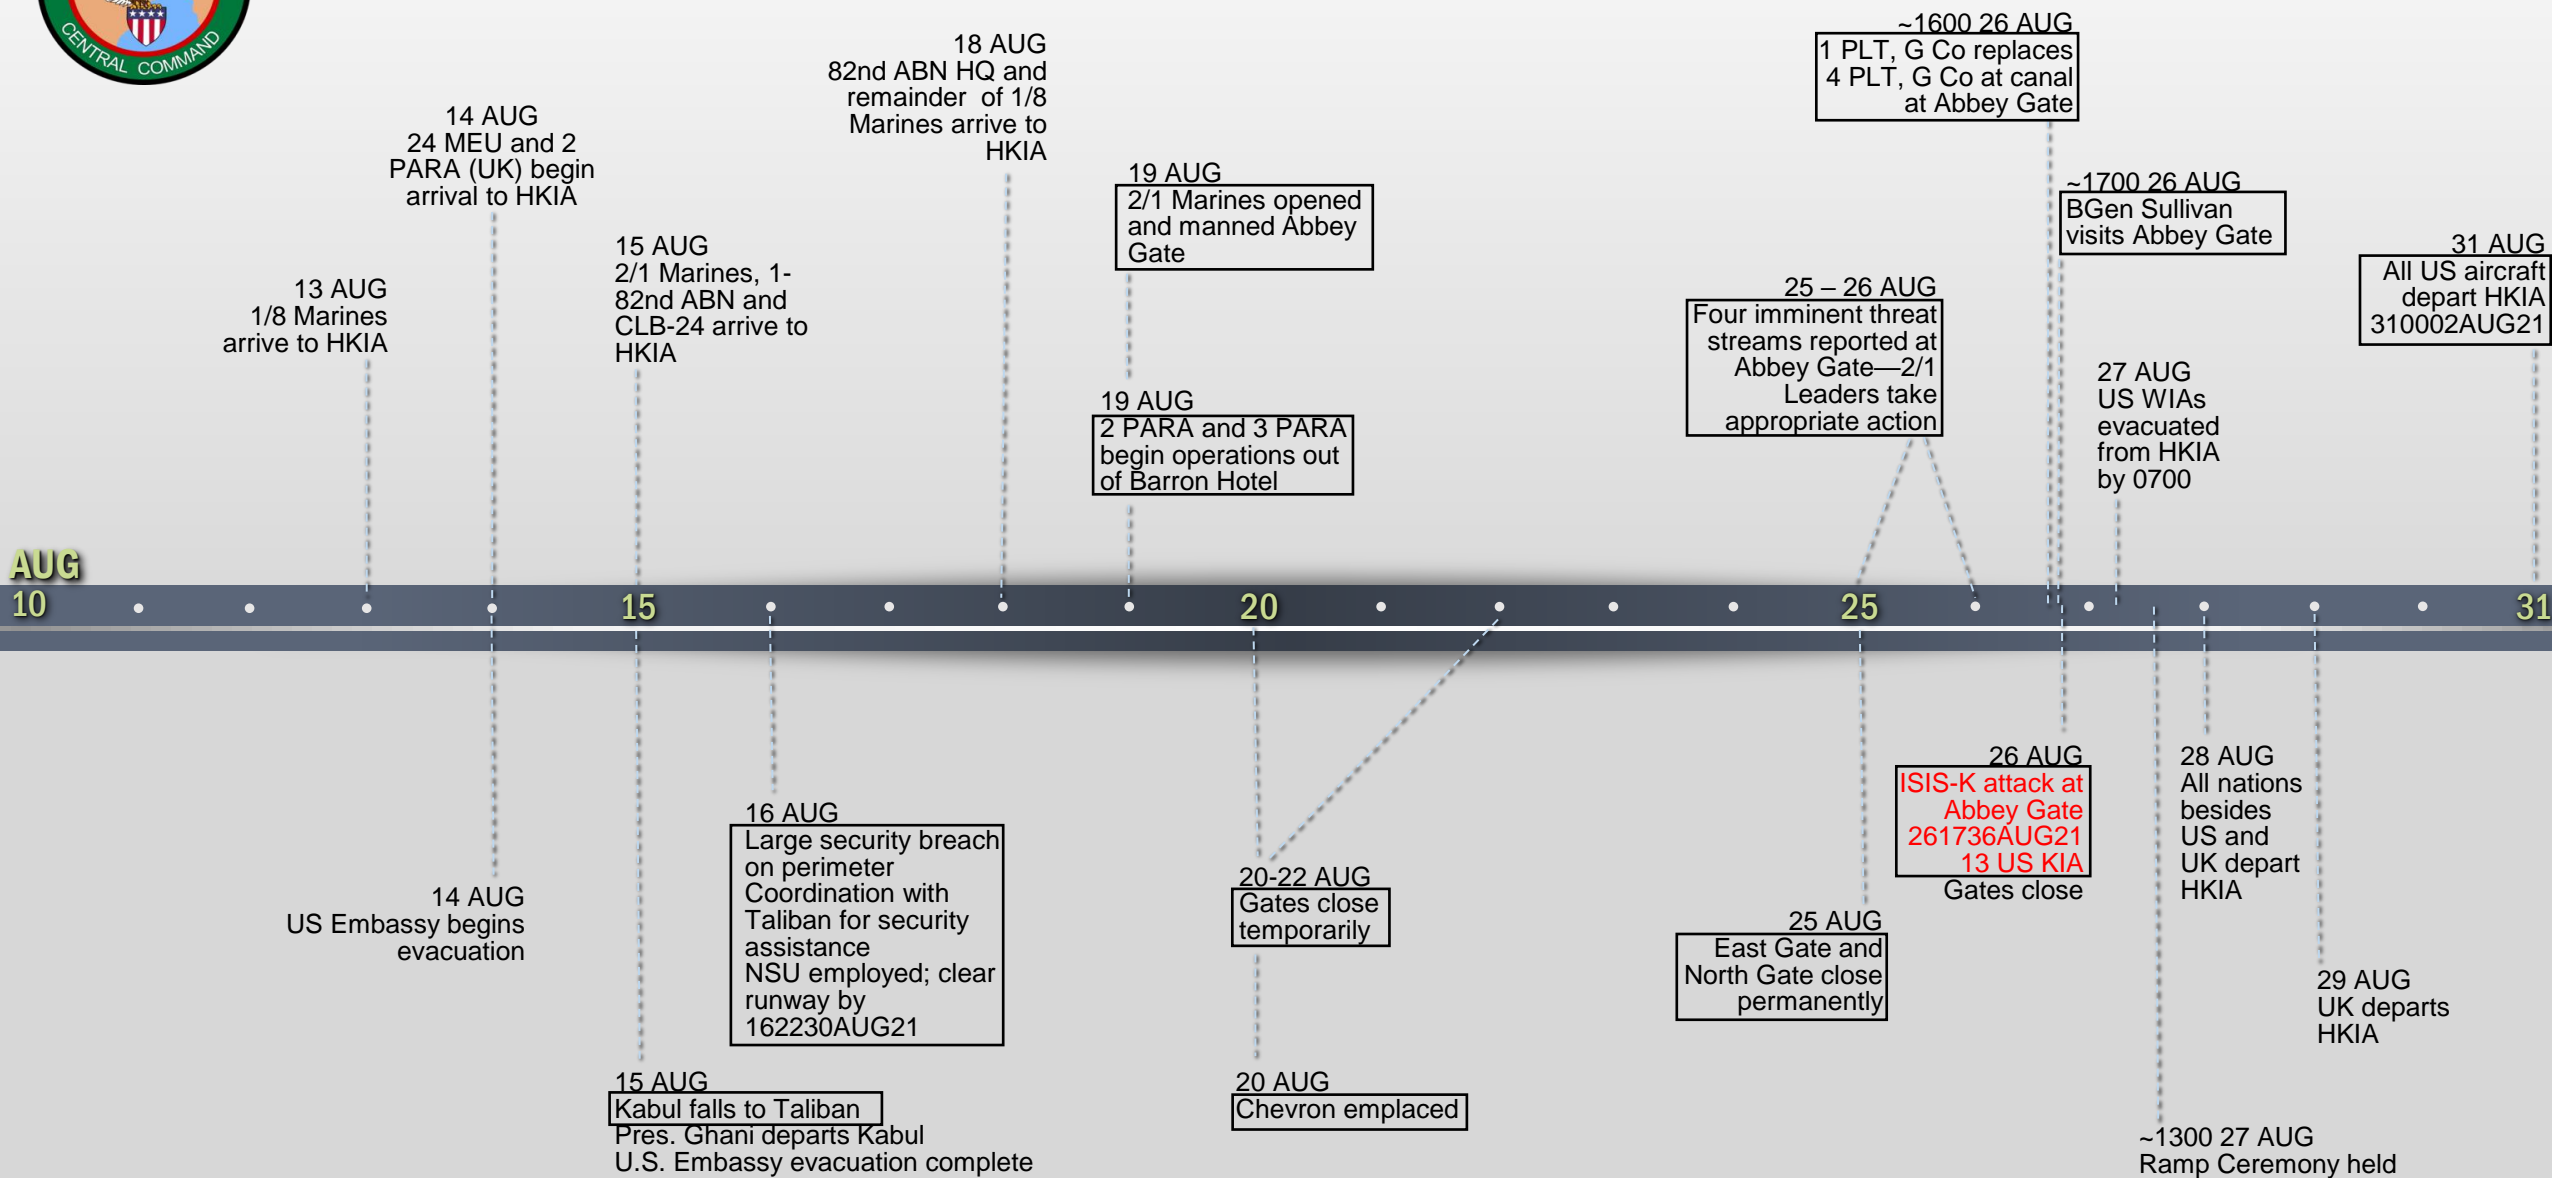 CENTRAL COMMAND
13 AUG
1/8 Marines
arrive to HKIA
14 AUG
24 MEU and 2
PARA (UK) begin
arrival to HKIA
15 AUG
2/1 Marines, 1-
82nd ABN and
CLB-24 arrive to
HKIA
18 AUG
82nd ABN HQ and
remainder of 1/8
Marines arrive to
HKIA
19 AUG
2/1 Marines opened
and manned Abbey
Gate
19 AUG
2 PARA and 3 PARA
begin operations out
of Barron Hotel
25 – 26 AUG
Four imminent threat
streams reported at
Abbey Gate—2/1
Leaders take
appropriate action
~1600 26 AUG
1 PLT, G Co replaces
4 PLT, G Co at canal
at Abbey Gate
~1700 26 AUG
BGen Sullivan
visits Abbey Gate
27 AUG
US WIAs
evacuated
from HKIA
by 0700
31 AUG
All US aircraft
depart HKIA
310002AUG21
AUG
10 15 20 25 31
14 AUG
US Embassy begins
evacuation
15 AUG
Kabul falls to Taliban
Pres. Ghani departs Kabul
U.S. Embassy evacuation complete
16 AUG
Large security breach
on perimeter
Coordination with
Taliban for security
assistance
NSU employed; clear
runway by
162230AUG21
20-22 AUG
Gates close
temporarily
20 AUG
Chevron emplaced
25 AUG
East Gate and
North Gate close
permanently
26 AUG
ISIS-K attack at
Abbey Gate
261736AUG21
13 US KIA
Gates close
~1300 27 AUG
Ramp Ceremony held
28 AUG
All nations
besides
US and
UK depart
HKIA
29 AUG
UK departs
HKIA